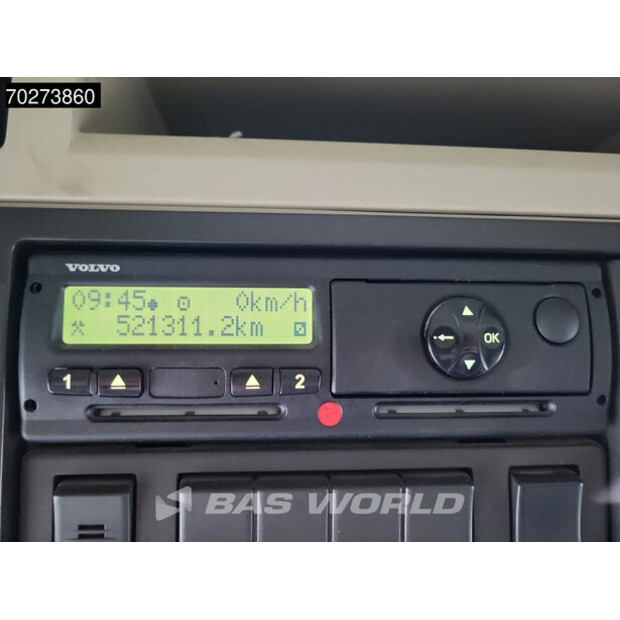 70273860
VOLVO
09:45 0km/h
521311.2km
1 2
OK
BAS WORLD